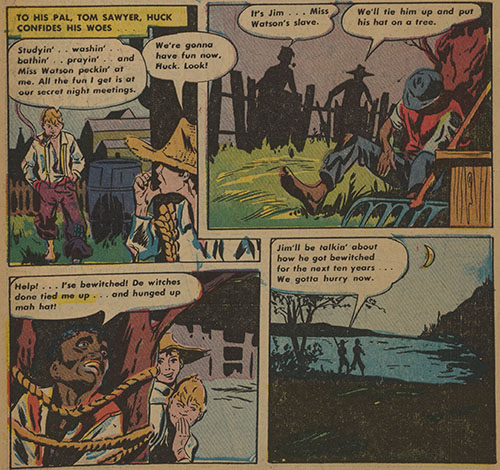 TO HIS PAL, TOM SAWYER, HUCK
CONFIDES HIS WOES . . .
Studyin' . . . washin' . . .
bathin' . . prayin' . . and
Miss Watson peckin' at
me. All the fun I get is at
our secret night meetings.
We're gonna
have fun now,
Huck. Look!
It's Jim . . . Miss
Watson's slave.
We'll tie him up and put
his hat on a tree.
Help! . . . I'se bewitched! De witches
done tied me up . . . and hunged up
mah hat!
Jim'll be talkin' about
how he got bewitched
for the next ten years . . .
We gotta hurry now.